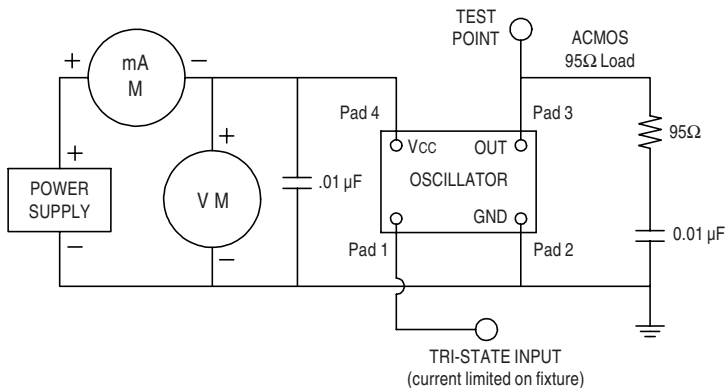 TEST
POINT
ACMOS
95Ω Load
+
mA
M
−
Pad 4
Pad 3
+
+
VCC
OUT
95Ω
POWER
SUPPLY
V M
.01 µF
OSCILLATOR
GND
−
−
Pad 1
Pad 2
0.01 µF
TRI-STATE INPUT
(current limited on fixture)